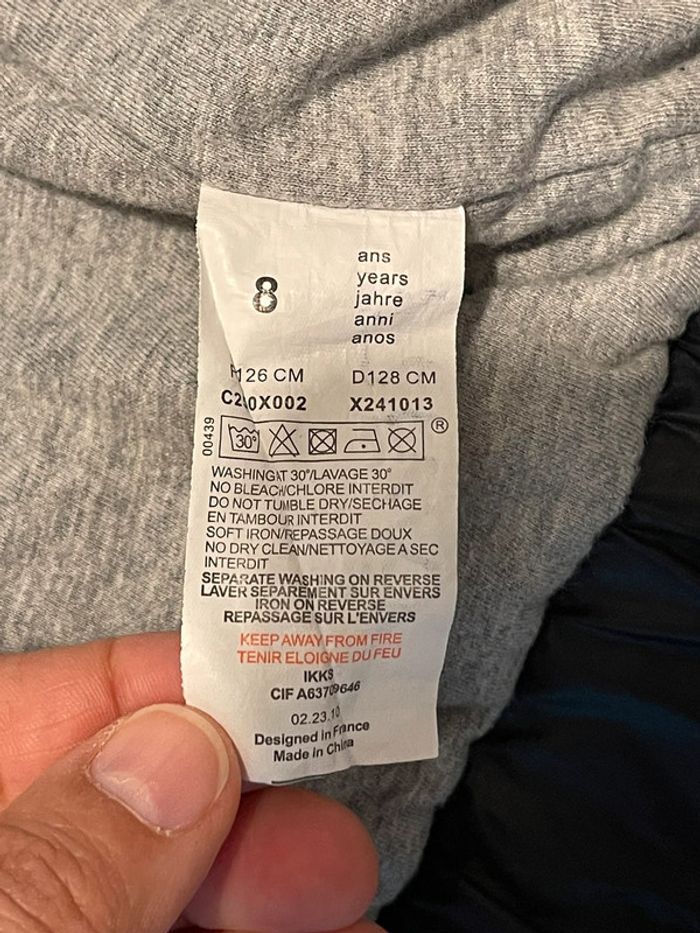 8
ans
years
jahre
anni
anos
126 CM D128 CM
X241013
00439
30° ®
WASHING AT 30°/LAVAGE 30°
NO BLEACH/CHLORE INTERDIT
DO NOT TUMBLE DRY/SECHAGE
EN TAMBOUR INTERDIT
SOFT IRON/REPASSAGE DOUX
NO DRY CLEAN/NETTOYAGE A SEC
INTERDIT
SEPARATE WASHING ON REVERSE
LAVER SEPAREMENT SUR ENVERS
IRON ON REVERSE
REPASSAGE SUR L'ENVERS
KEEP AWAY FROM FIRE
TENIR ELOIGNE DU FEU
IKKS
CIF A63709646
02.23.10
Designed in France
Made in China